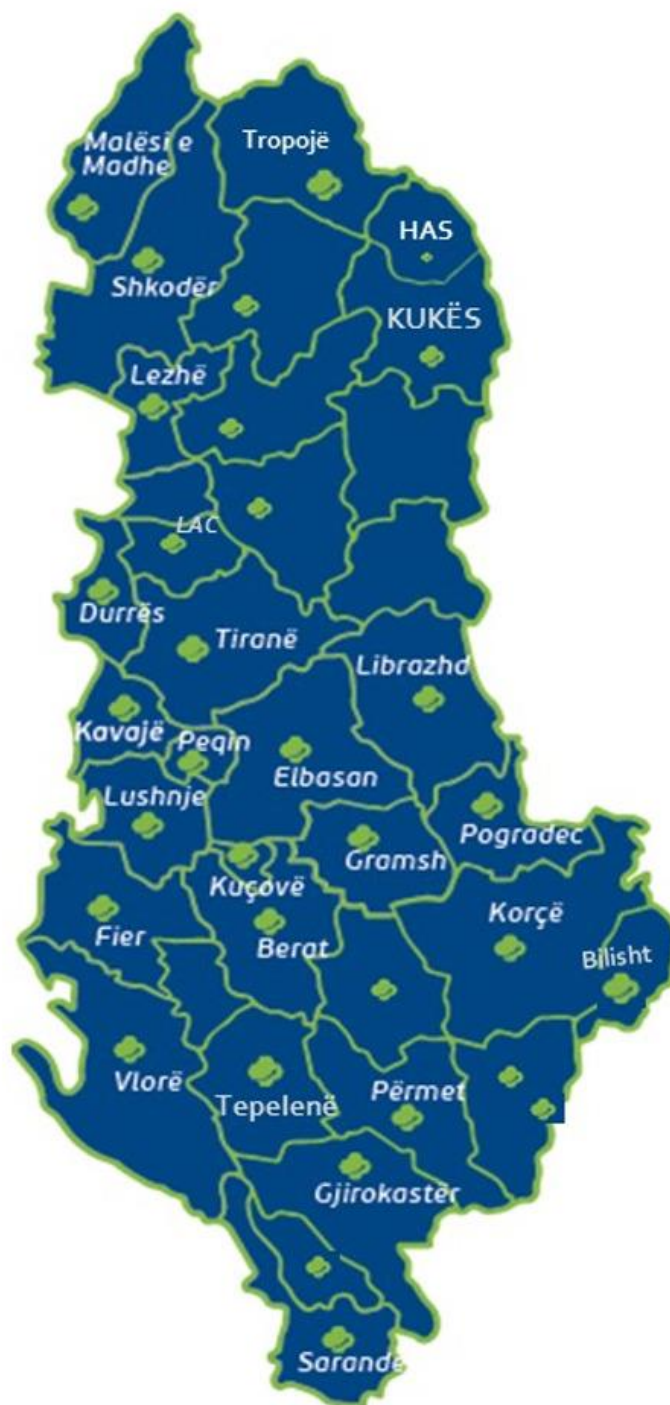 Malësi e
Madhe
Tropojë
HAS
Shkodër
KUKËS
Lezhë
LAC
Durrës
Tiranë
Librazhd
Kavajë
Peqin
Elbasan
Lushnje
Pogradec
Gramsh
Kuçovë
Korçë
Fier
Berat
Bilisht
Vlorë
Tepelenë
Përmet
Gjirokastër
Sarandë